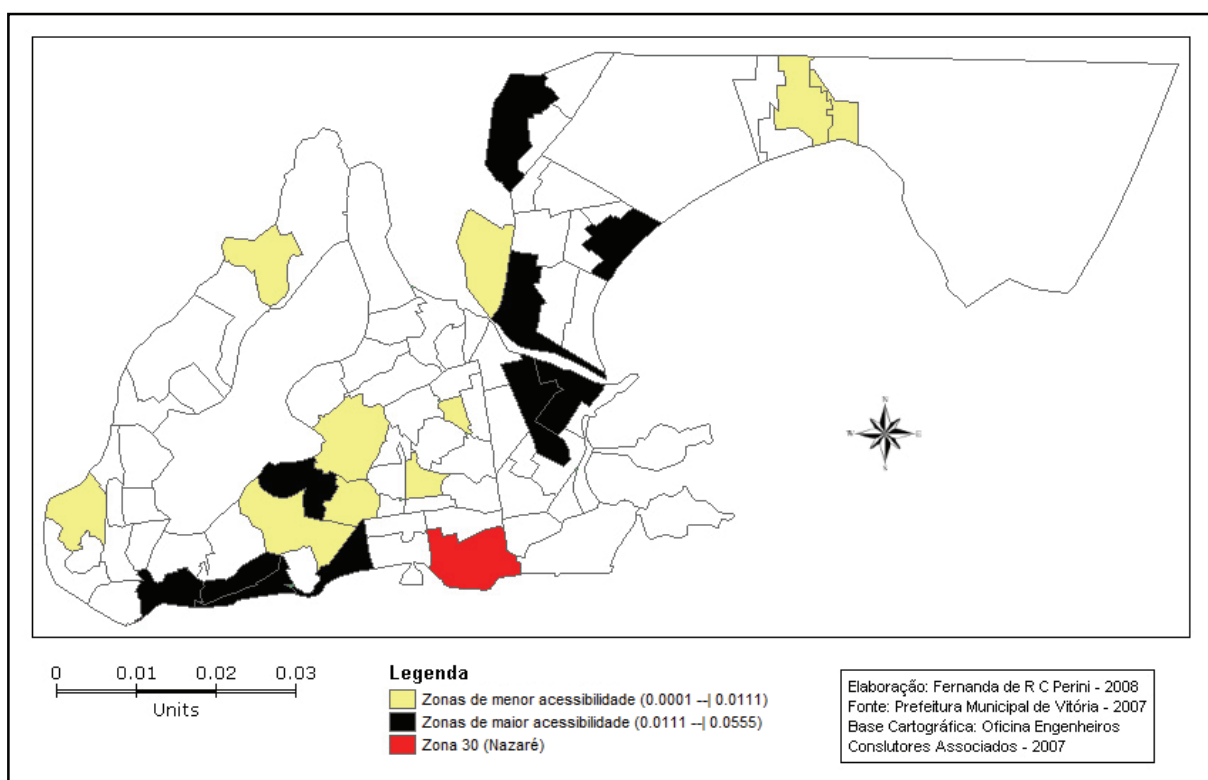 N
W E
S
0 0.01 0.02 0.03
Units
Legenda
Zonas de menor acessibilidade (0.0001 --| 0.0111)
Zonas de maior acessibilidade (0.0111 --| 0.0555)
Zona 30 (Nazaré)
Elaboração: Fernanda de R C Perini - 2008
Fonte: Prefeitura Municipal de Vitória - 2007
Base Cartográfica: Oficina Engenheiros
Conslutores Associados - 2007